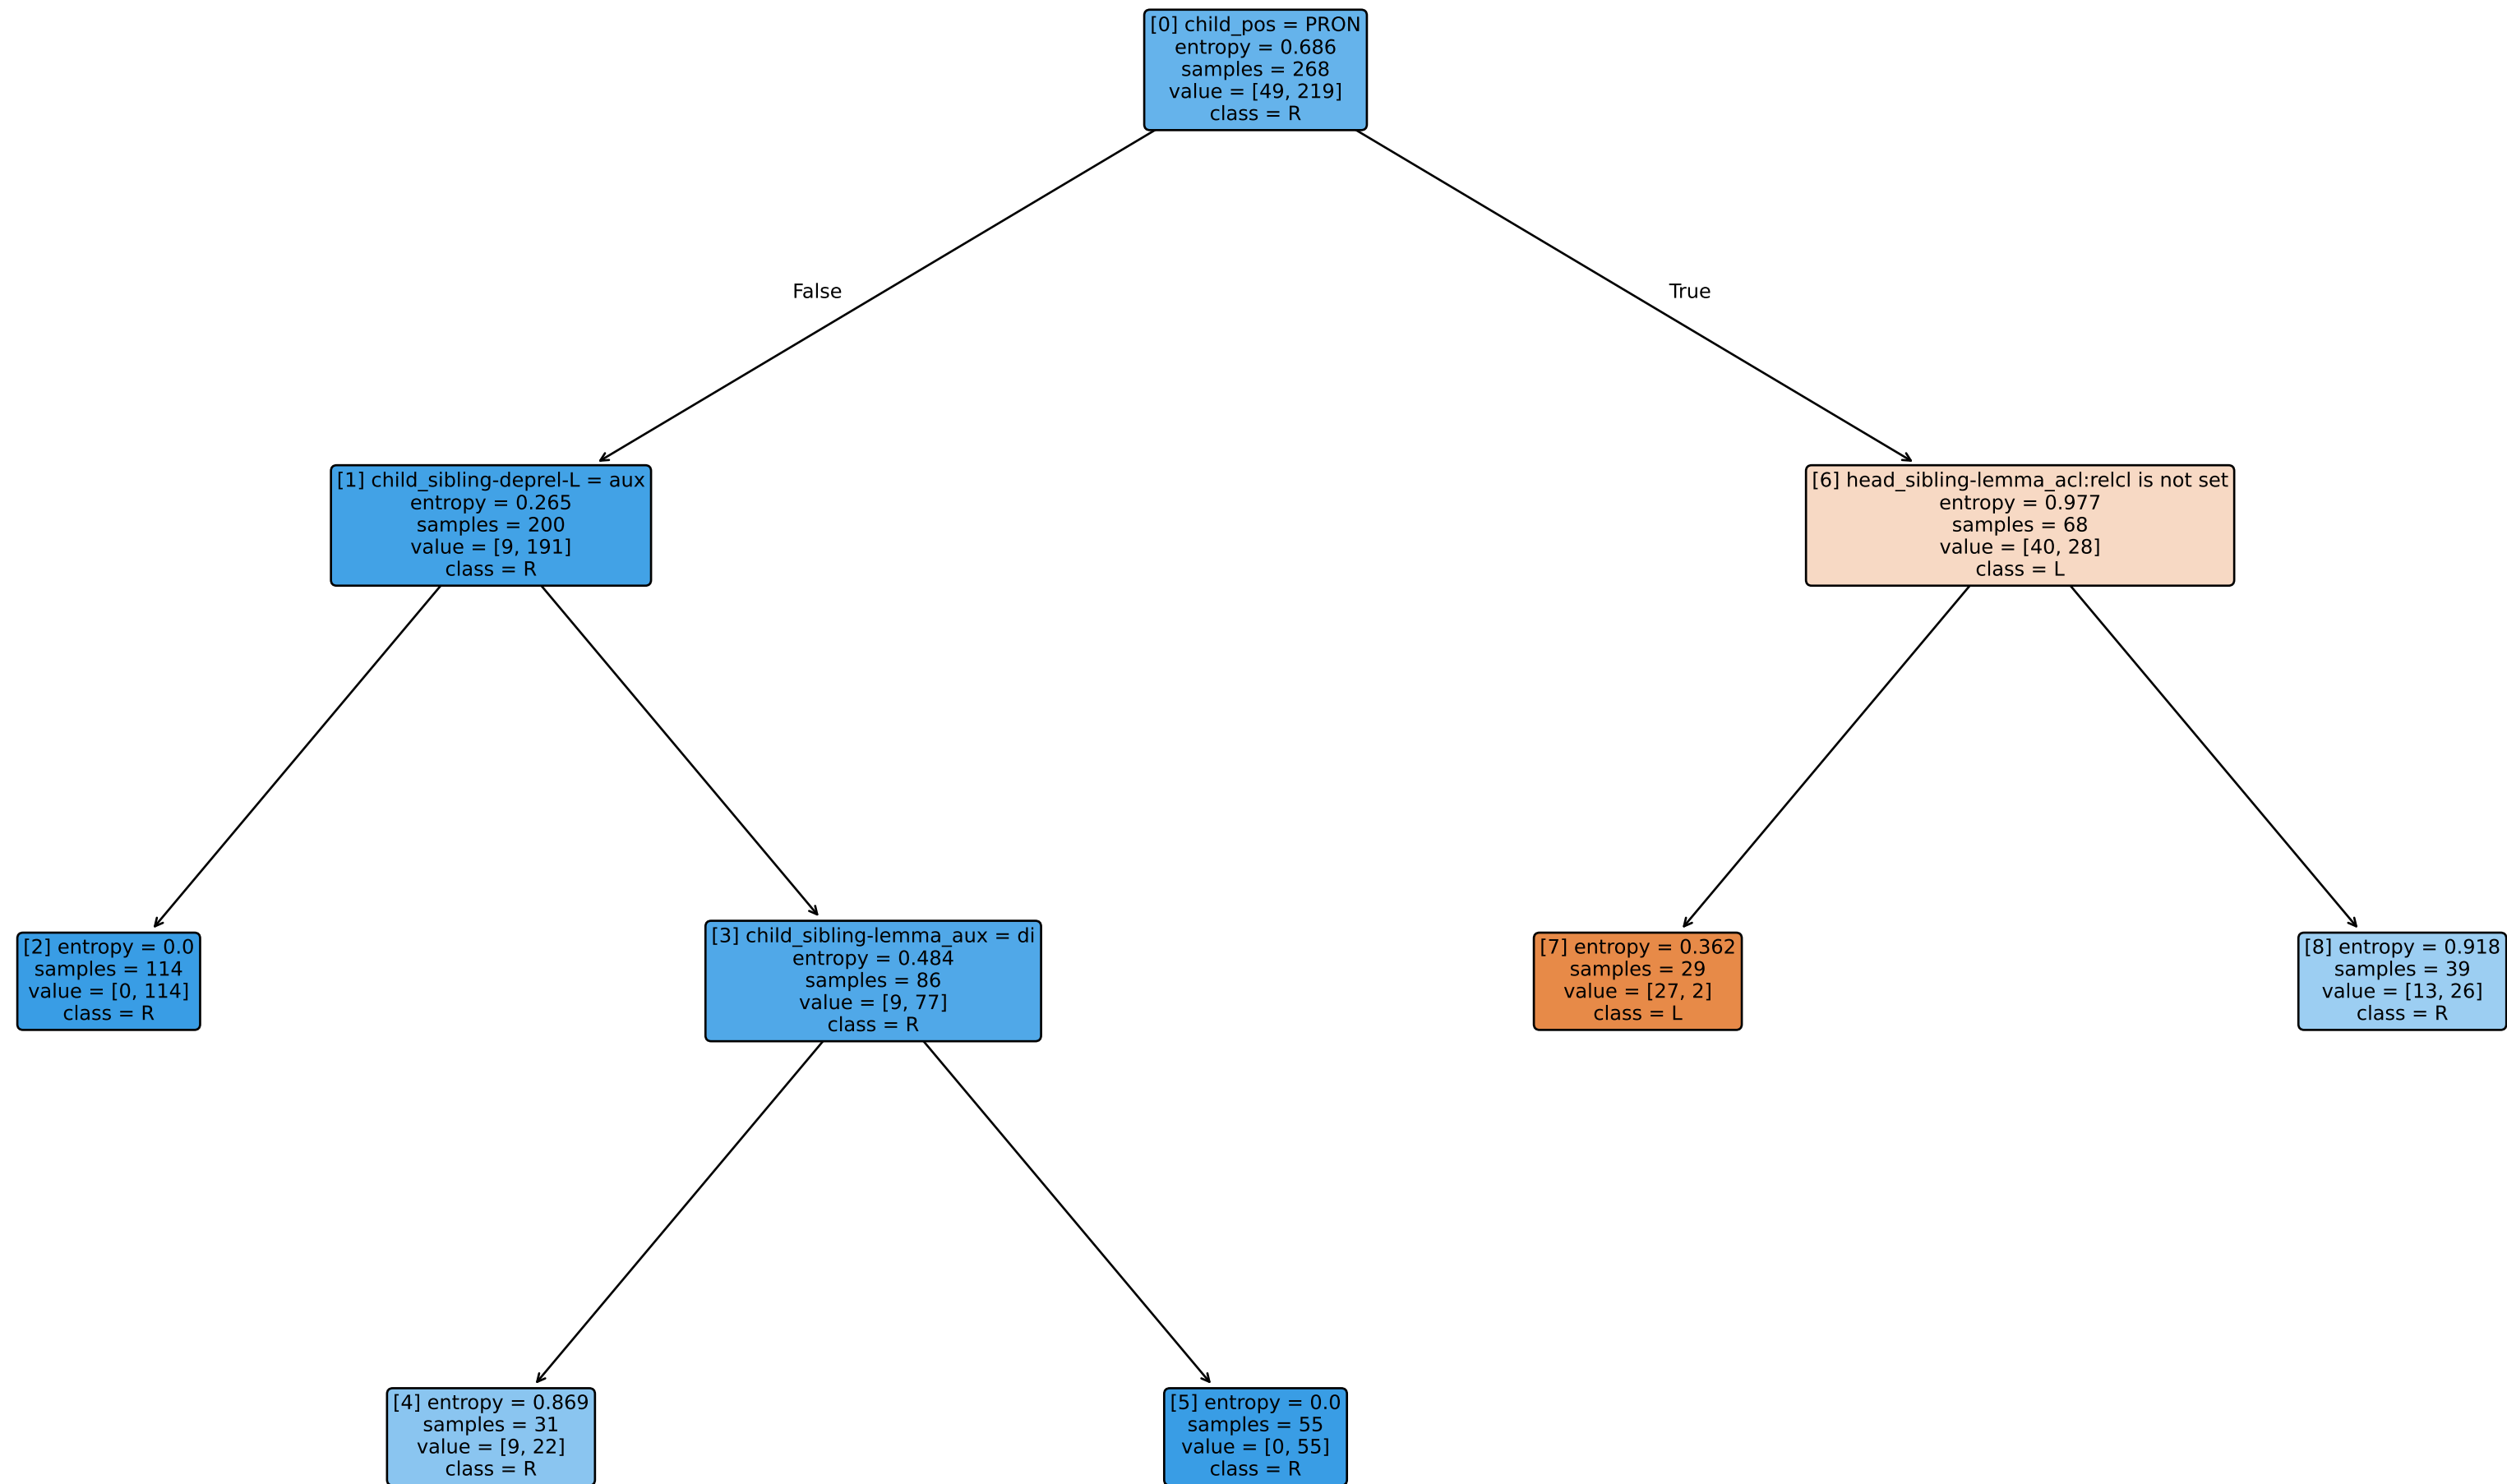 [0] child_pos = PRON
entropy = 0.686
samples = 268
value = [49, 219]
class = R
False
True
[1] child_sibling-deprel-L = aux
entropy = 0.265
samples = 200
value = [9, 191]
class = R
[6] head_sibling-lemma_acl:relcl is not set
entropy = 0.977
samples = 68
value = [40, 28]
class = L
[2] entropy = 0.0
samples = 114
value = [0, 114]
class = R
[3] child_sibling-lemma_aux = di
entropy = 0.484
samples = 86
value = [9, 77]
class = R
[7] entropy = 0.362
samples = 29
value = [27, 2]
class = L
[8] entropy = 0.918
samples = 39
value = [13, 26]
class = R
[4] entropy = 0.869
samples = 31
value = [9, 22]
class = R
[5] entropy = 0.0
samples = 55
value = [0, 55]
class = R